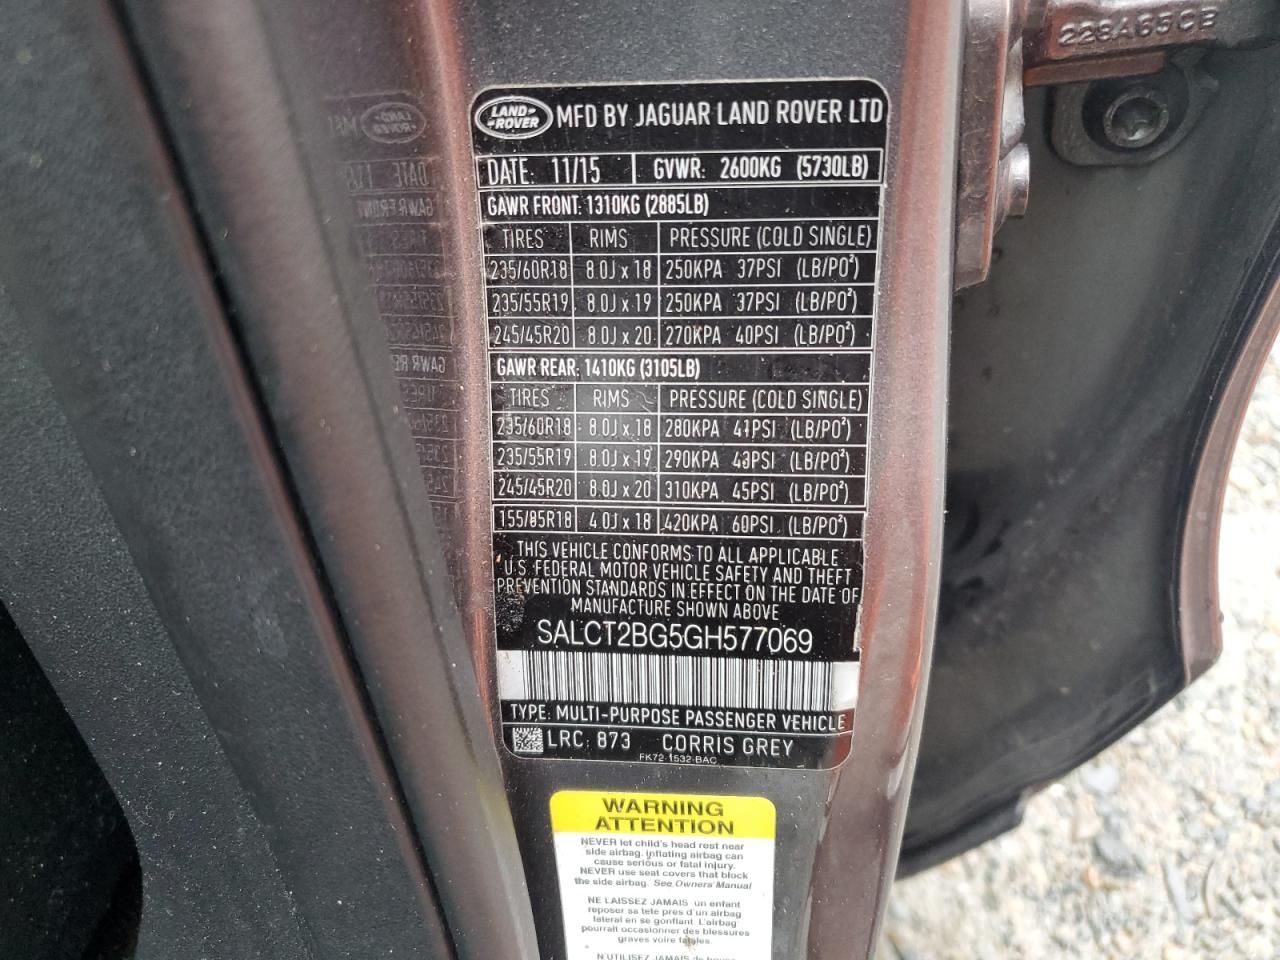 228A65CB
LAND-
-ROVER
MFD BY JAGUAR LAND ROVER LTD
DATE: 11/15 GVWR: 2600KG (5730LB)
GAWR FRONT: 1310KG (2885LB)
TIRES RIMS PRESSURE (COLD SINGLE)
235/60R18 8.0J x 18 250KPA 37PSI (LB/PO²)
235/55R19 8.0J x 19 250KPA 37PSI (LB/PO²)
245/45R20 8.0J x 20 270KPA 40PSI (LB/PO²)
GAWR REAR: 1410KG (3105LB)
TIRES RIMS PRESSURE (COLD SINGLE)
235/60R18 8.0J x 18 280KPA 41PSI (LB/PO²)
235/55R19 8.0J x 19 290KPA 43PSI (LB/PO²)
245/45R20 8.0J x 20 310KPA 45PSI (LB/PO²)
155/85R18 4.0J x 18 420KPA 60PSI (LB/PO²)
THIS VEHICLE CONFORMS TO ALL APPLICABLE
U.S. FEDERAL MOTOR VEHICLE SAFETY AND THEFT
PREVENTION STANDARDS IN EFFECT ON THE DATE OF
MANUFACTURE SHOWN ABOVE
SALCT2BG5GH577069
TYPE: MULTI-PURPOSE PASSENGER VEHICLE
LRC: 873 CORRIS GREY
FK72-1532-BAC
WARNING
ATTENTION
NEVER let child's head rest near
side airbag, inflating airbag can
cause serious or fatal injury.
NEVER use seat covers that block
the side airbag. See Owners' Manual
NE LAISSEZ JAMAIS un enfant
reposer sa tete pres d'un airbag
lateral en se gonflant. L'airbag
pourrait occasionner des blessures
graves voire fatales.
N'UTILISEZ JAMAIS de